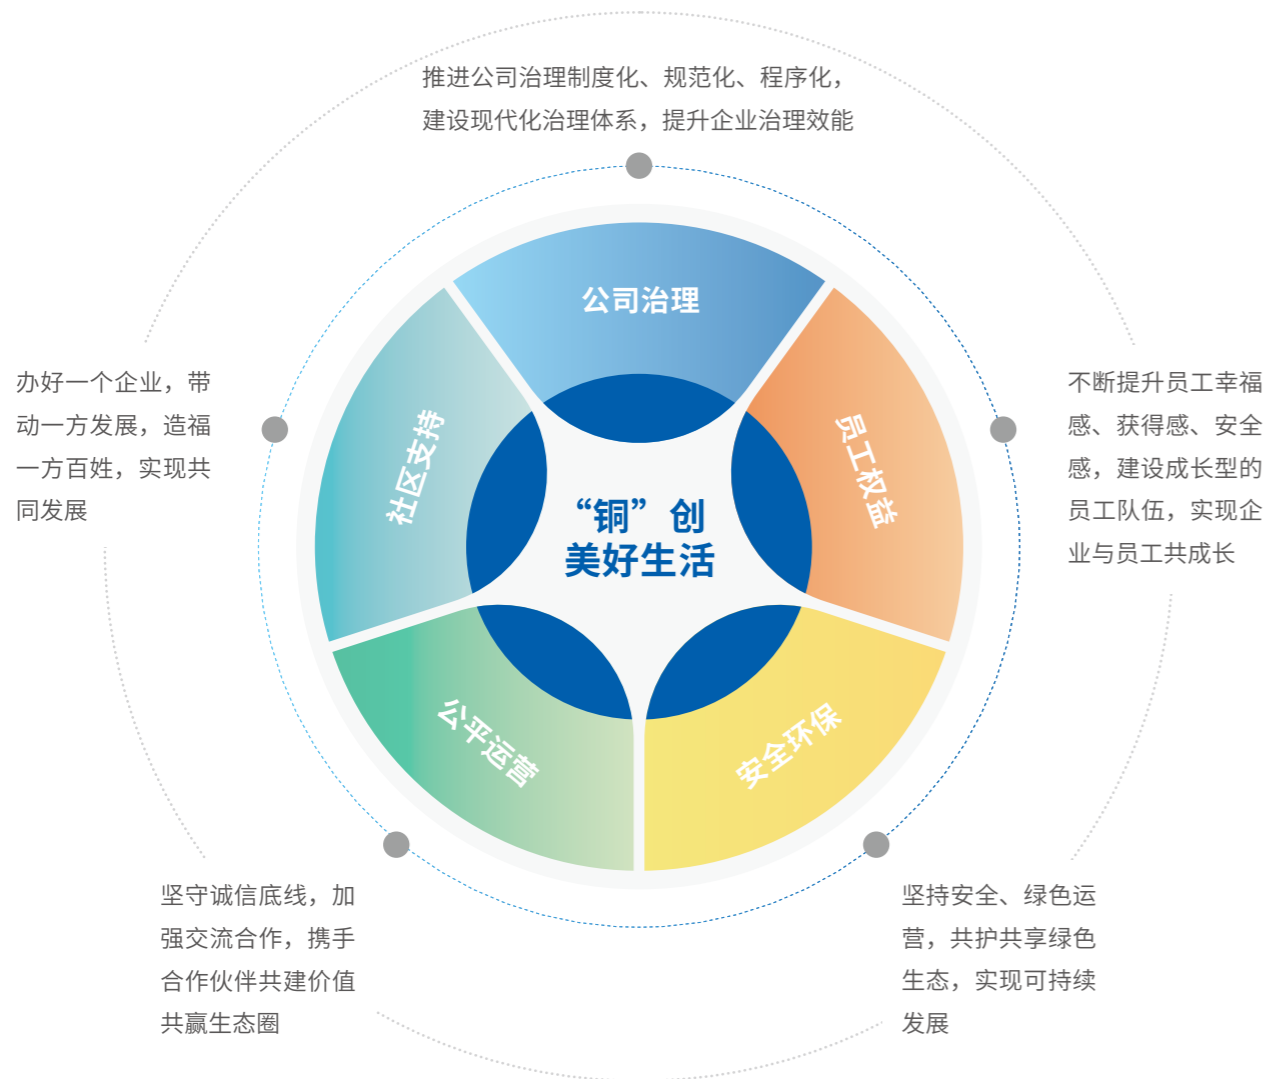 推进公司治理制度化、规范化、程序化，
建设现代化治理体系，提升企业治理效能
公司治理
办好一个企业，带
动一方发展，造福
一方百姓，实现共
同发展
社区支持
“铜”创
美好生活
员工权益
不断提升员工幸福
感、获得感、安全
感，建设成长型的
员工队伍，实现企
业与员工共成长
公平运营
安全环保
坚守诚信底线，加
强交流合作，携手
合作伙伴共建价值
共赢生态圈
坚持安全、绿色运
营，共护共享绿色
生态，实现可持续
发展